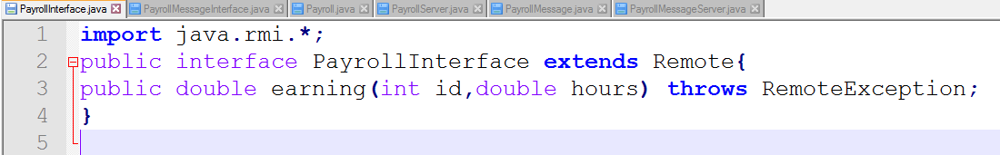 PayrollInterface.java PayrollMessageInterface.java Payroll.java PayrollServer.java PayrollMessage.java PayrollMessageServer.java
1 import java.rmi.*;
2 public interface PayrollInterface extends Remote{
3 public double earning(int id,double hours) throws RemoteException;
4 }
5